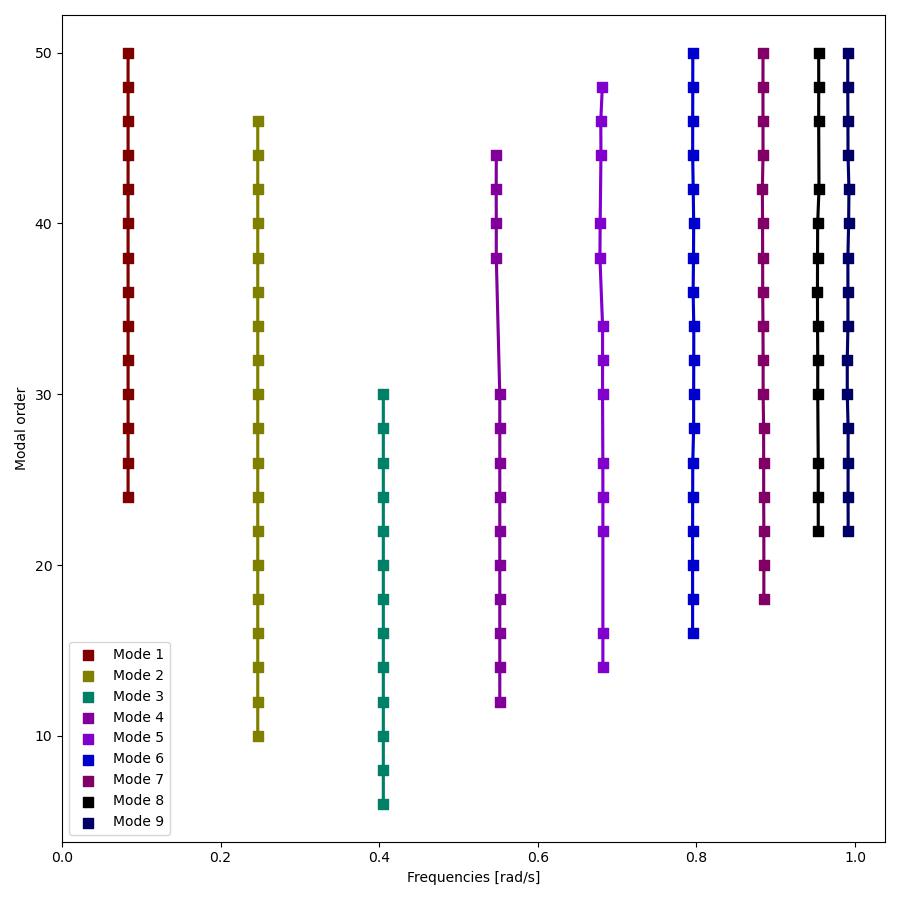 50
40
30
20
10
Modal order
Mode 1
Mode 2
Mode 3
Mode 4
Mode 5
Mode 6
Mode 7
Mode 8
Mode 9
0.0 0.2 0.4 0.6 0.8 1.0
Frequencies [rad/s]